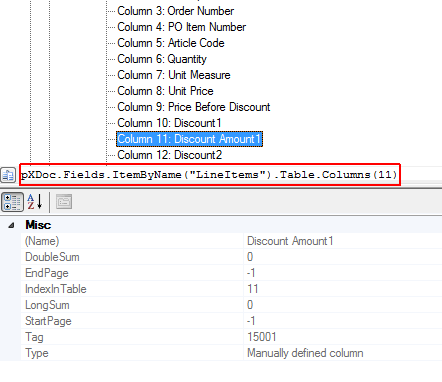 Column 3: Order Number
Column 4: PO Item Number
Column 5: Article Code
Column 6: Quantity
Column 7: Unit Measure
Column 8: Unit Price
Column 9: Price Before Discount
Column 10: Discount1
Column 11: Discount Amount1
Column 12: Discount2
pXDoc.Fields.ItemByName("LineItems").Table.Columns(11)
Misc
(Name) Discount Amount1
DoubleSum 0
EndPage -1
IndexInTable 11
LongSum 0
StartPage -1
Tag 15001
Type Manually defined column